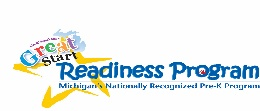 Great
Start
Readiness Program
Michigan's Nationally Recognized Pre-K Program